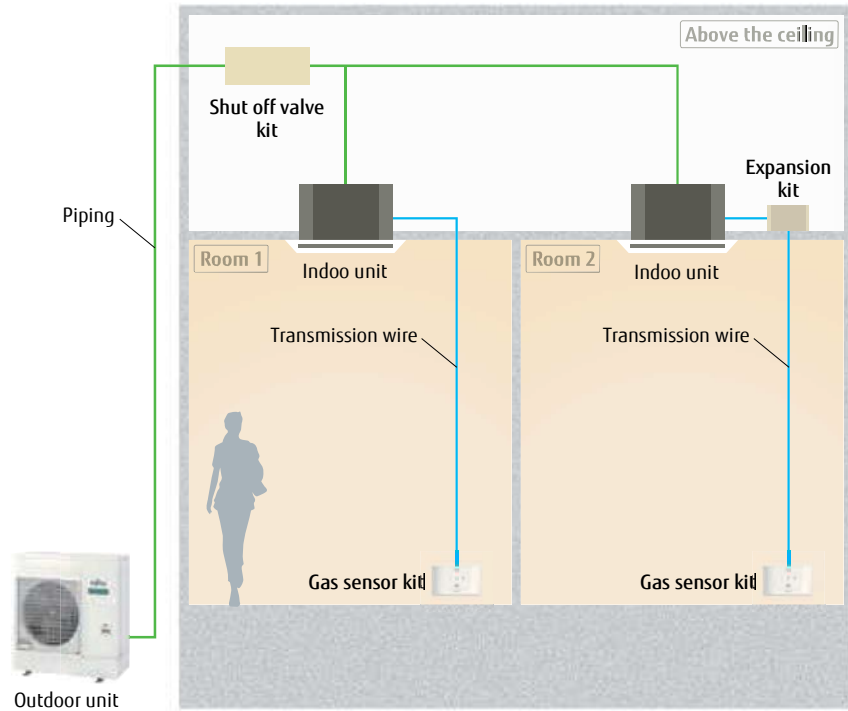 Above the ceiling
Shut off valve
kit
Expansion
kit
Piping
Room 1
Indoo unit
Room 2
Indoo unit
Transmission wire
Transmission wire
Gas sensor kit
Gas sensor kit
Outdoor unit